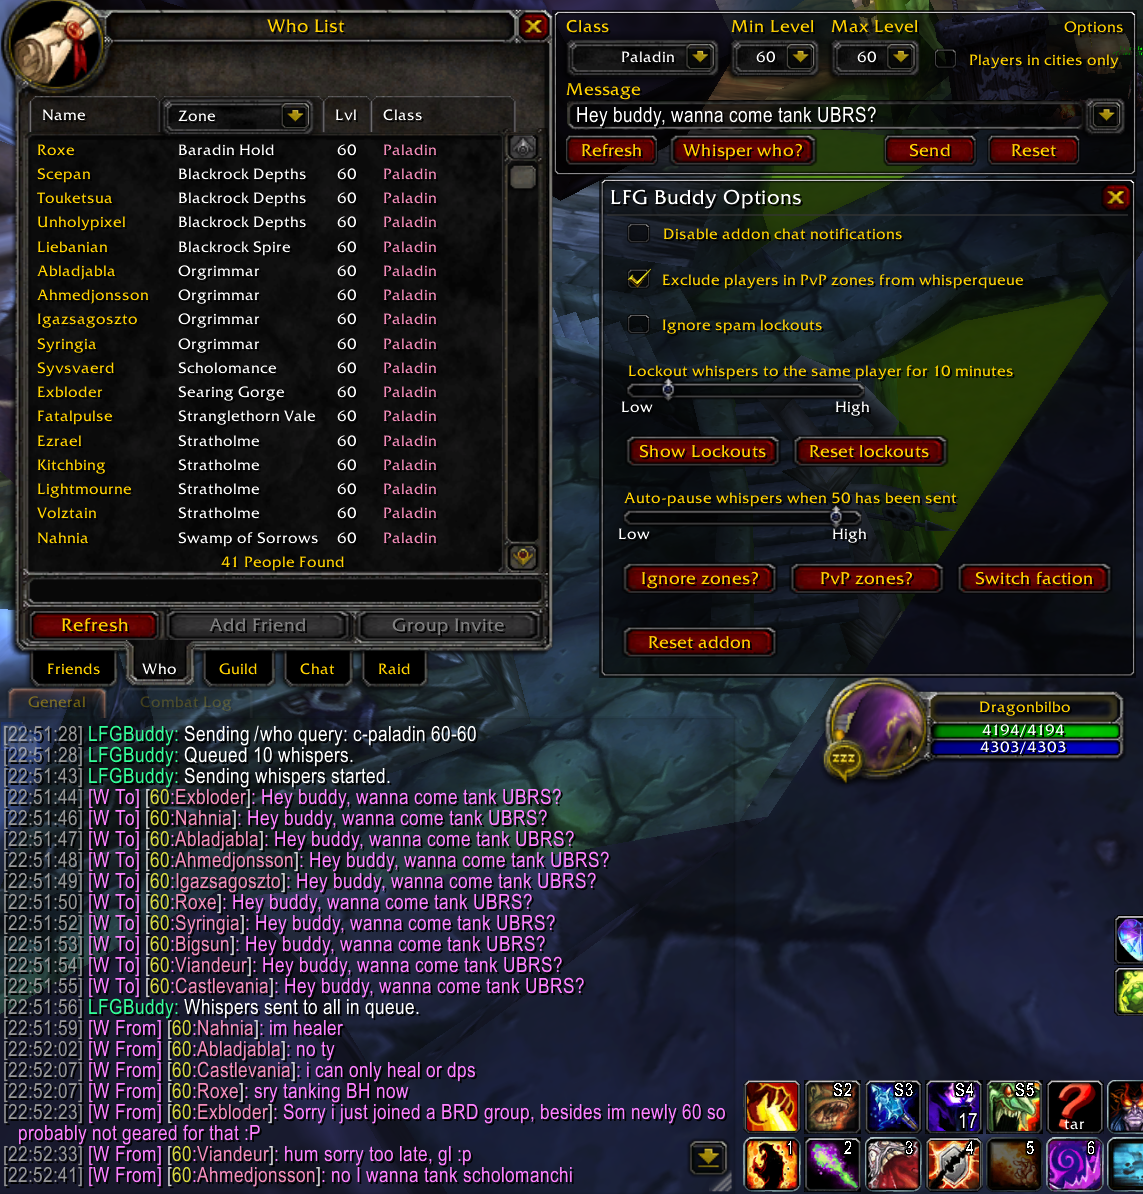 Who List
Name Zone Lvl Class
Roxe Baradin Hold 60 Paladin
Scepan Blackrock Depths 60 Paladin
Touketsua Blackrock Depths 60 Paladin
Unholypixel Blackrock Depths 60 Paladin
Liebanian Blackrock Spire 60 Paladin
Abladjabla Orgrimmar 60 Paladin
Ahmedjonsson Orgrimmar 60 Paladin
Igazsagoszto Orgrimmar 60 Paladin
Syringia Orgrimmar 60 Paladin
Syvsvaerd Scholomance 60 Paladin
Exbloder Searing Gorge 60 Paladin
Fatalpulse Stranglethorn Vale 60 Paladin
Ezrael Stratholme 60 Paladin
Kitchbing Stratholme 60 Paladin
Lightmourne Stratholme 60 Paladin
Volztain Stratholme 60 Paladin
Nahnia Swamp of Sorrows 60 Paladin
41 People Found
Refresh Add Friend Group Invite
Friends Who Guild Chat Raid
Class Min Level Max Level Options
Paladin 60 60 Players in cities only
Message
Hey buddy, wanna come tank UBRS?
Refresh Whisper who? Send Reset
LFG Buddy Options
Disable addon chat notifications
Exclude players in PvP zones from whisperqueue
Ignore spam lockouts
Lockout whispers to the same player for 10 minutes
Low High
Show Lockouts Reset lockouts
Auto-pause whispers when 50 has been sent
Low High
Ignore zones? PvP zones? Switch faction
Reset addon
Dragonbilbo
4194/4194
4303/4303
zzz
General Combat Log
[22:51:28] LFGBuddy: Sending /who query: c-paladin 60-60
[22:51:28] LFGBuddy: Queued 10 whispers.
[22:51:43] LFGBuddy: Sending whispers started.
[22:51:44] [W To] [60:Exbloder]: Hey buddy, wanna come tank UBRS?
[22:51:46] [W To] [60:Nahnia]: Hey buddy, wanna come tank UBRS?
[22:51:47] [W To] [60:Abladjabla]: Hey buddy, wanna come tank UBRS?
[22:51:48] [W To] [60:Ahmedjonsson]: Hey buddy, wanna come tank UBRS?
[22:51:49] [W To] [60:Igazsagoszto]: Hey buddy, wanna come tank UBRS?
[22:51:50] [W To] [60:Roxe]: Hey buddy, wanna come tank UBRS?
[22:51:52] [W To] [60:Syringia]: Hey buddy, wanna come tank UBRS?
[22:51:53] [W To] [60:Bigsun]: Hey buddy, wanna come tank UBRS?
[22:51:54] [W To] [60:Viandeur]: Hey buddy, wanna come tank UBRS?
[22:51:55] [W To] [60:Castlevania]: Hey buddy, wanna come tank UBRS?
[22:51:56] LFGBuddy: Whispers sent to all in queue.
[22:51:59] [W From] [60:Nahnia]: im healer
[22:52:02] [W From] [60:Abladjabla]: no ty
[22:52:07] [W From] [60:Castlevania]: i can only heal or dps
[22:52:07] [W From] [60:Roxe]: sry tanking BH now
[22:52:23] [W From] [60:Exbloder]: Sorry i just joined a BRD group, besides im newly 60 so
probably not geared for that :P
[22:52:33] [W From] [60:Viandeur]: hum sorry too late, gl :p
[22:52:41] [W From] [60:Ahmedjonsson]: no I wanna tank scholomanchi
S2 S3 S4 S5
17 tar
1 2 3 4 5 6